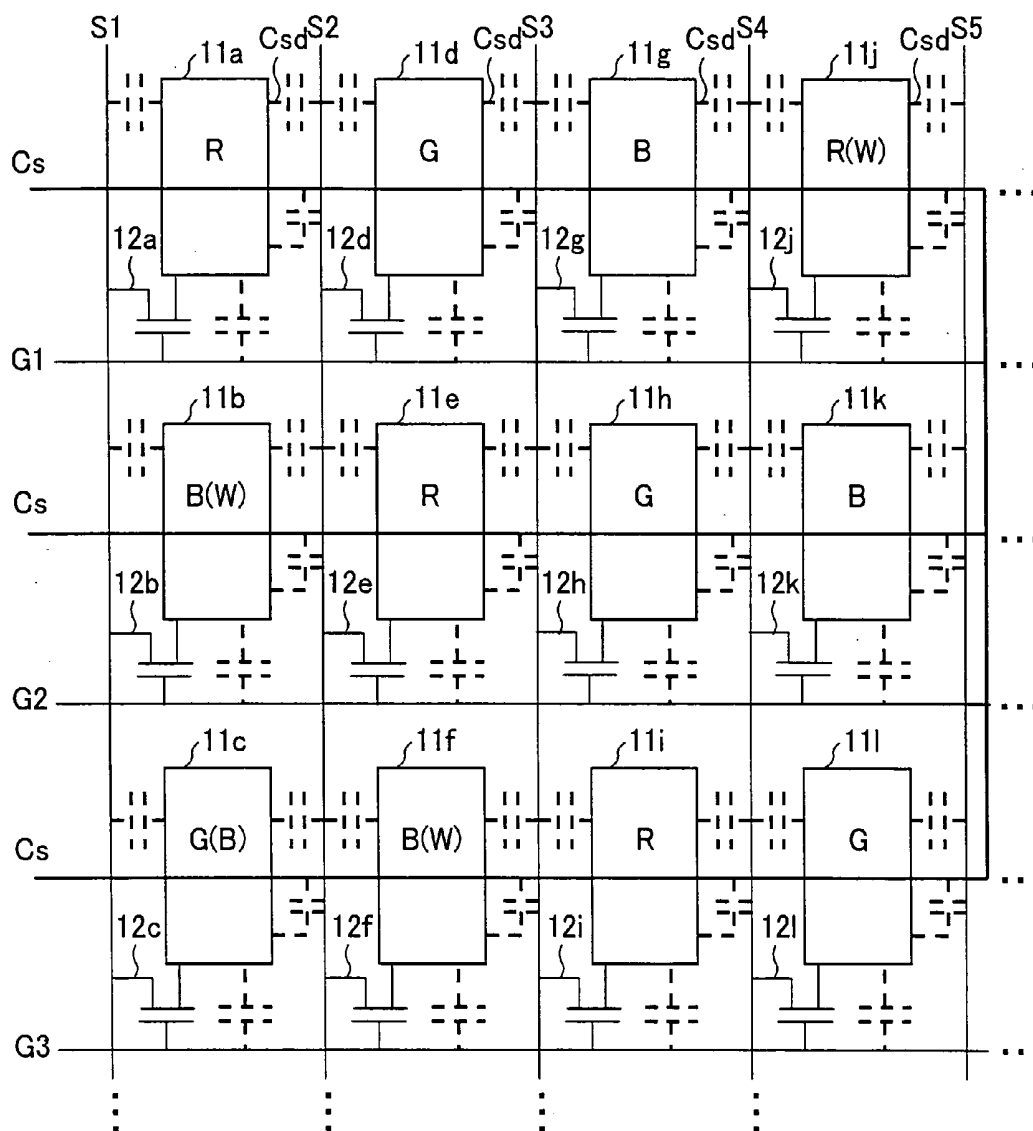 S1 S2 S3 S4 S5
11a Csd 11d Csd 11g Csd 11j Csd
R G B R(W)
Cs
12a 12d 12g 12j
G1
11b 11e 11h 11k
B(W) R G B
Cs
12b 12e 12h 12k
G2
11c 11f 11i 11l
G(B) B(W) R G
Cs
12c 12f 12i 12l
G3